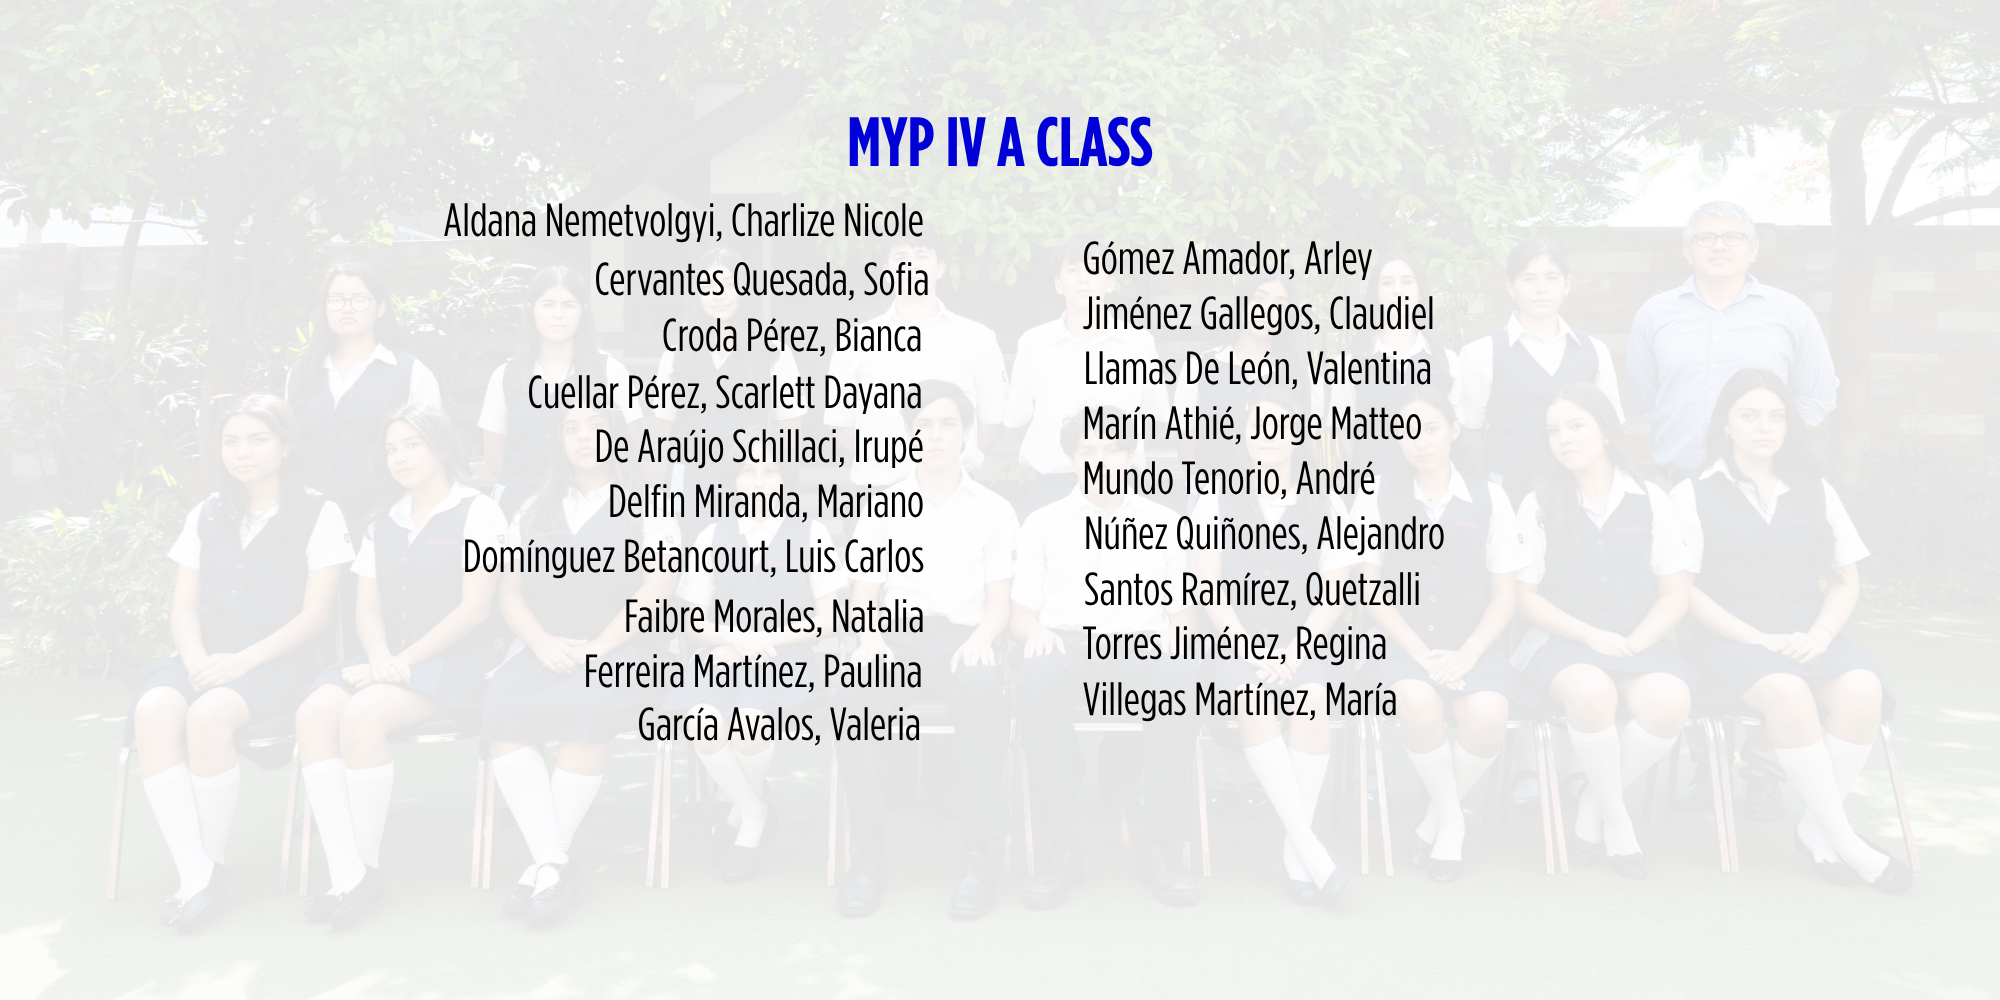 MYP IV A CLASS
Aldana Nemetvolgyi, Charlize Nicole
Cervantes Quesada, Sofia
Croda Pérez, Bianca
Cuellar Pérez, Scarlett Dayana
De Araújo Schillaci, Irupé
Delfin Miranda, Mariano
Domínguez Betancourt, Luis Carlos
Faibre Morales, Natalia
Ferreira Martínez, Paulina
García Avalos, Valeria
Gómez Amador, Arley
Jiménez Gallegos, Claudiel
Llamas De León, Valentina
Marín Athié, Jorge Matteo
Mundo Tenorio, André
Núñez Quiñones, Alejandro
Santos Ramírez, Quetzalli
Torres Jiménez, Regina
Villegas Martínez, María